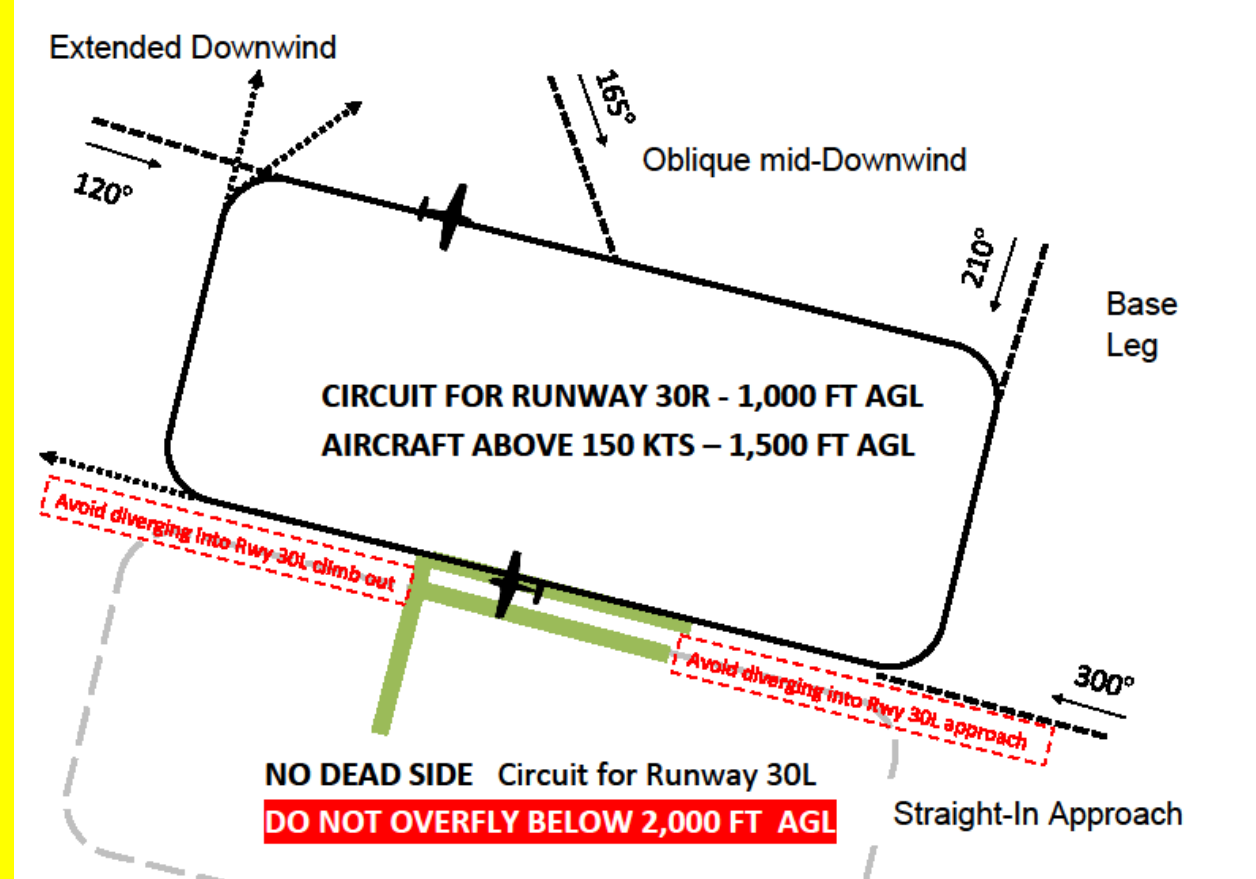 Extended Downwind
165°
120°
Oblique mid-Downwind
210°
Base
Leg
CIRCUIT FOR RUNWAY 30R - 1,000 FT AGL
AIRCRAFT ABOVE 150 KTS – 1,500 FT AGL
Avoid diverging into Rwy 30L climb out
Avoid diverging into Rwy 30L approach
300°
NO DEAD SIDE Circuit for Runway 30L
DO NOT OVERFLY BELOW 2,000 FT AGL
Straight-In Approach